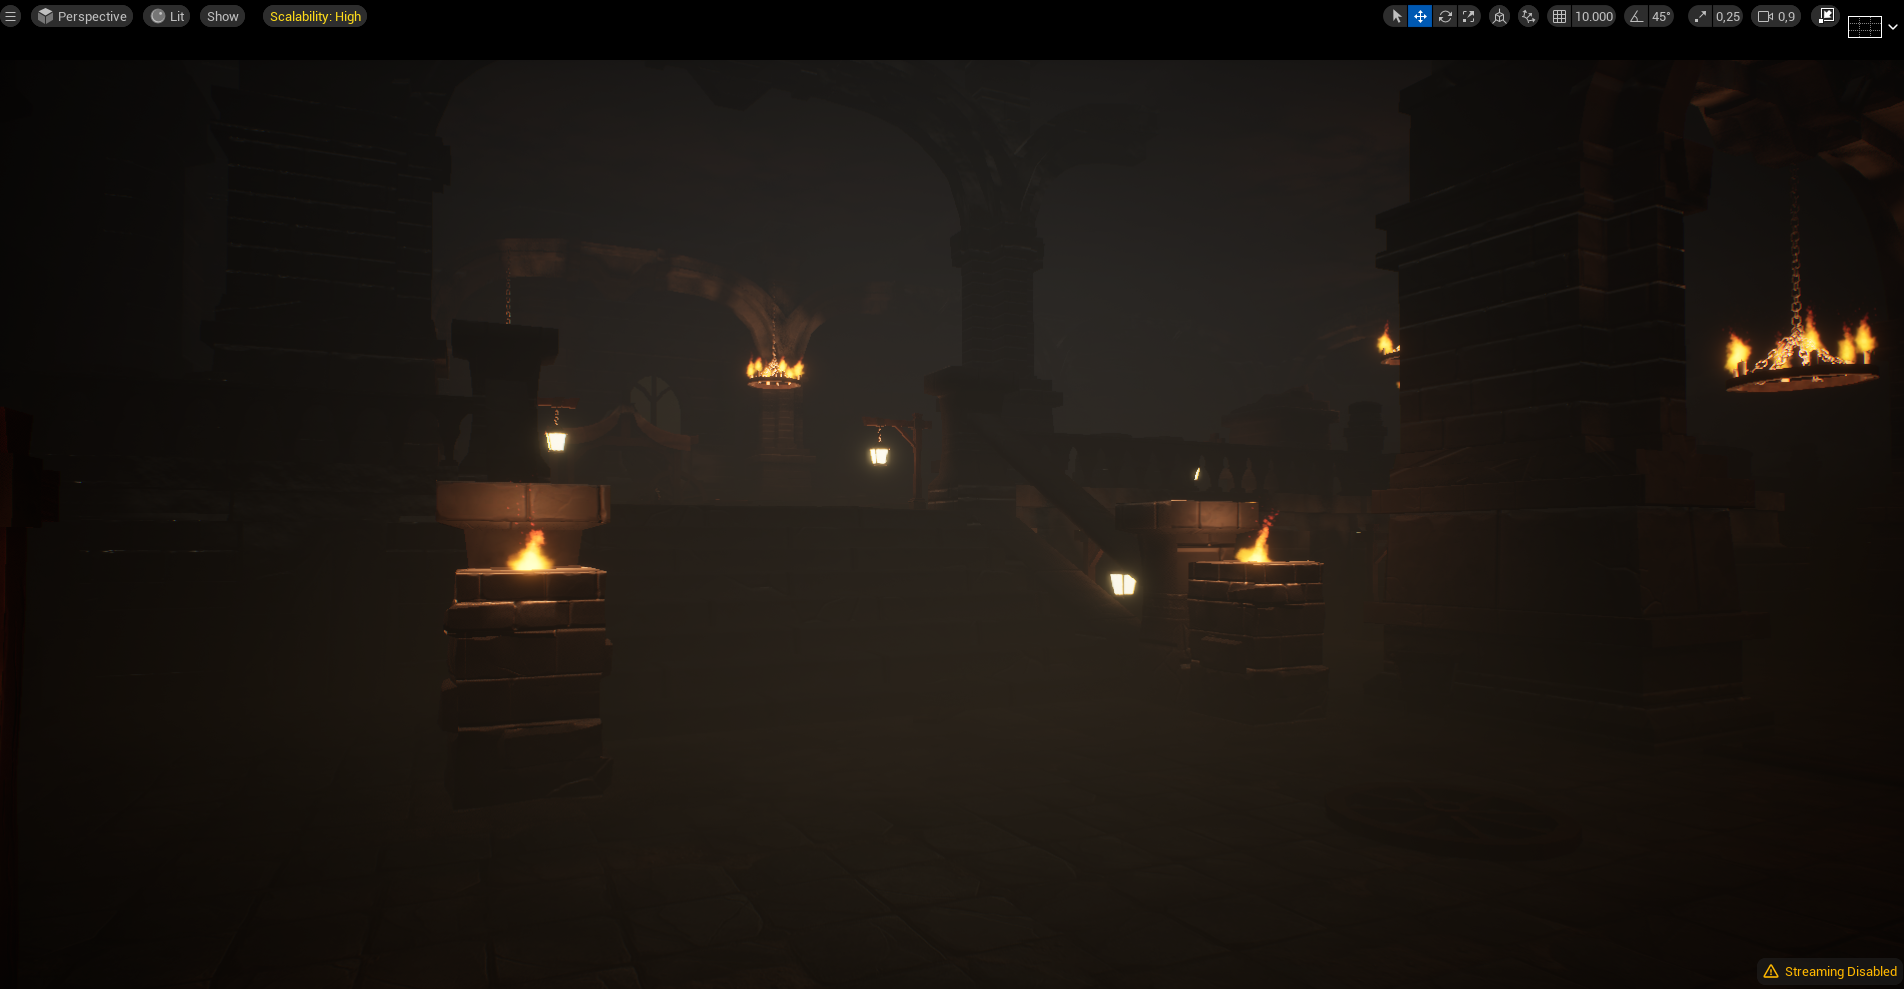 Perspective Lit Show Scalability: High 10.000 45° 0,25 0,9
Streaming Disabled